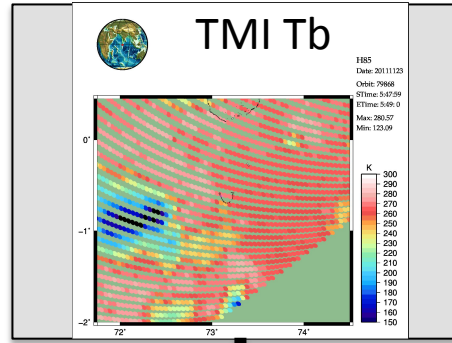 TMI Tb
H85
Date: 20111123
Orbit: 79868
STime: 5:47:59
ETime: 5:49: 0
Max: 280.57
Min: 123.09
K
300
290
280
270
260
250
240
230
220
210
200
190
180
170
160
150
0˚
−1˚
−2˚
72˚
73˚
74˚